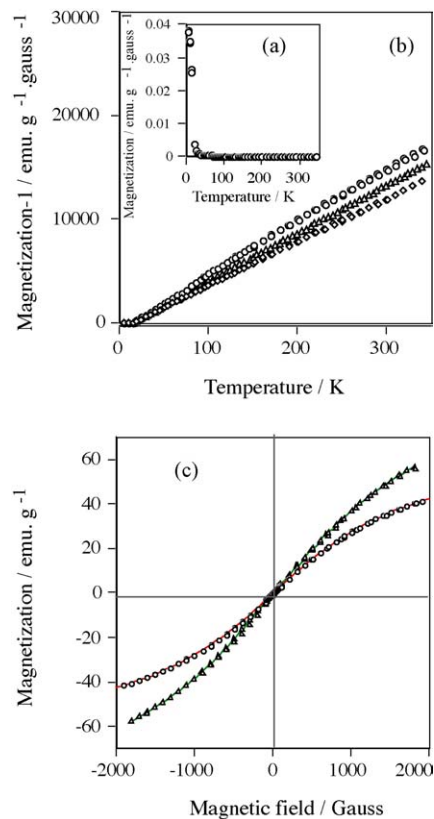 30000
20000
10000
0
Magnetization-1 / emu. g⁻¹.gauss⁻¹
0.04
0.03
0.02
0.01
0
Magnetization / emu. g⁻¹.gauss⁻¹
(a)
0 100 200 300
Temperature / K
(b)
0 100 200 300
Temperature / K
60
40
20
0
-20
-40
-60
Magnetization / emu. g⁻¹
(c)
-2000 -1000 0 1000 2000
Magnetic field / Gauss